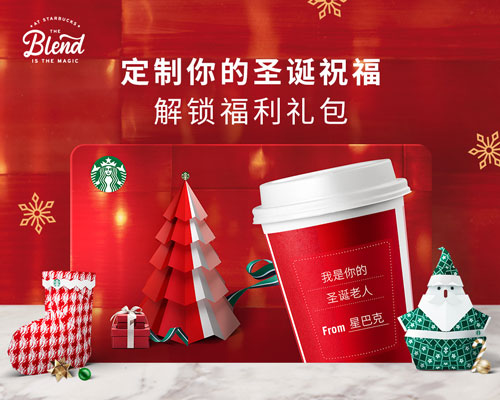 AT STARBUCKS
THE
Blend
IS THE MAGIC
定制你的圣诞祝福
解锁福利礼包
我是你的
圣诞老人
From 星巴克